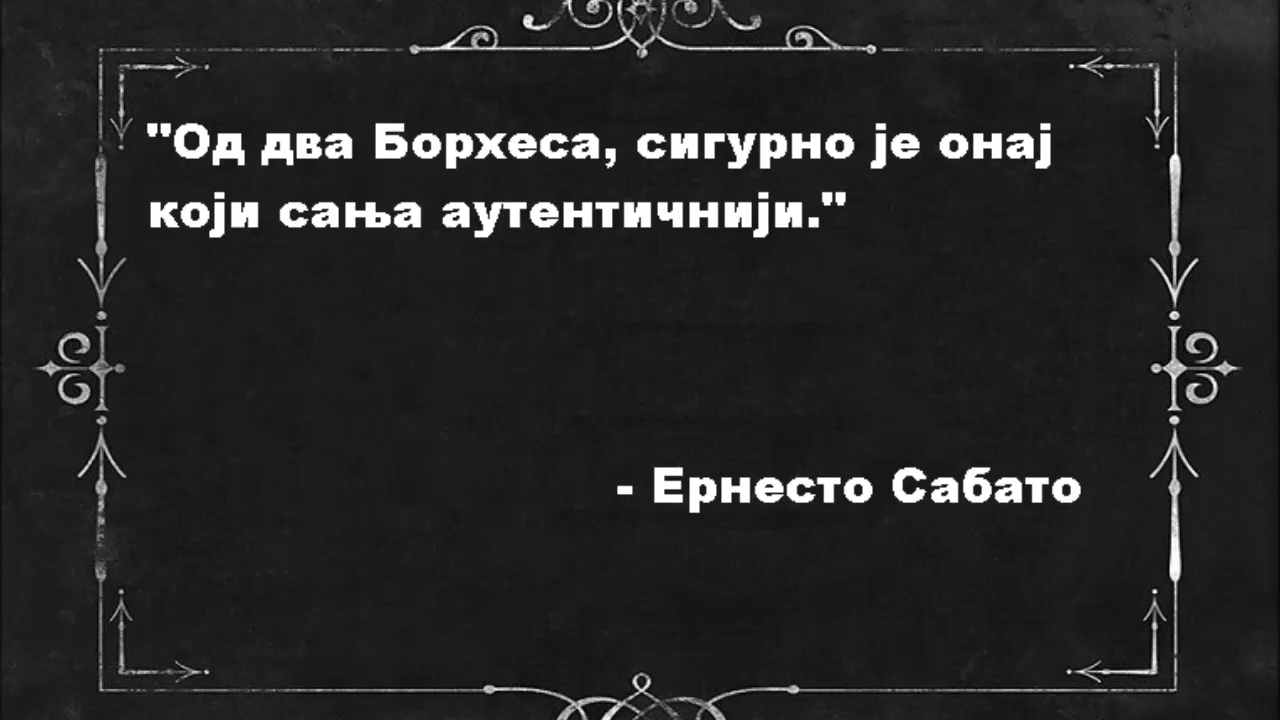 "Од два Борхеса, сигурно је онај
који сања аутентичнији."
- Ернесто Сабато